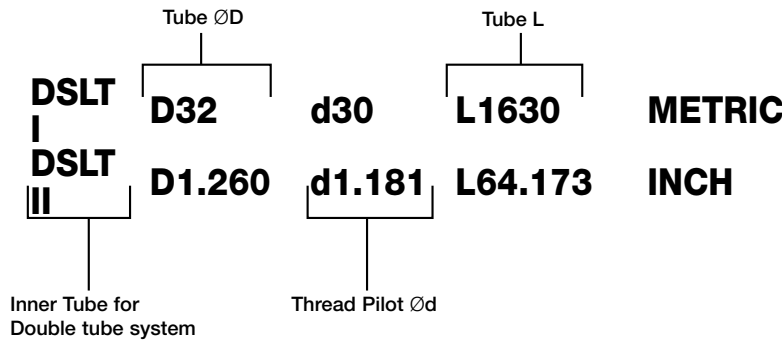 Tube ØD Tube L
DSLT I D32 d30 L1630 METRIC
DSLT II D1.260 d1.181 L64.173 INCH
Inner Tube for Thread Pilot Ød
Double tube system